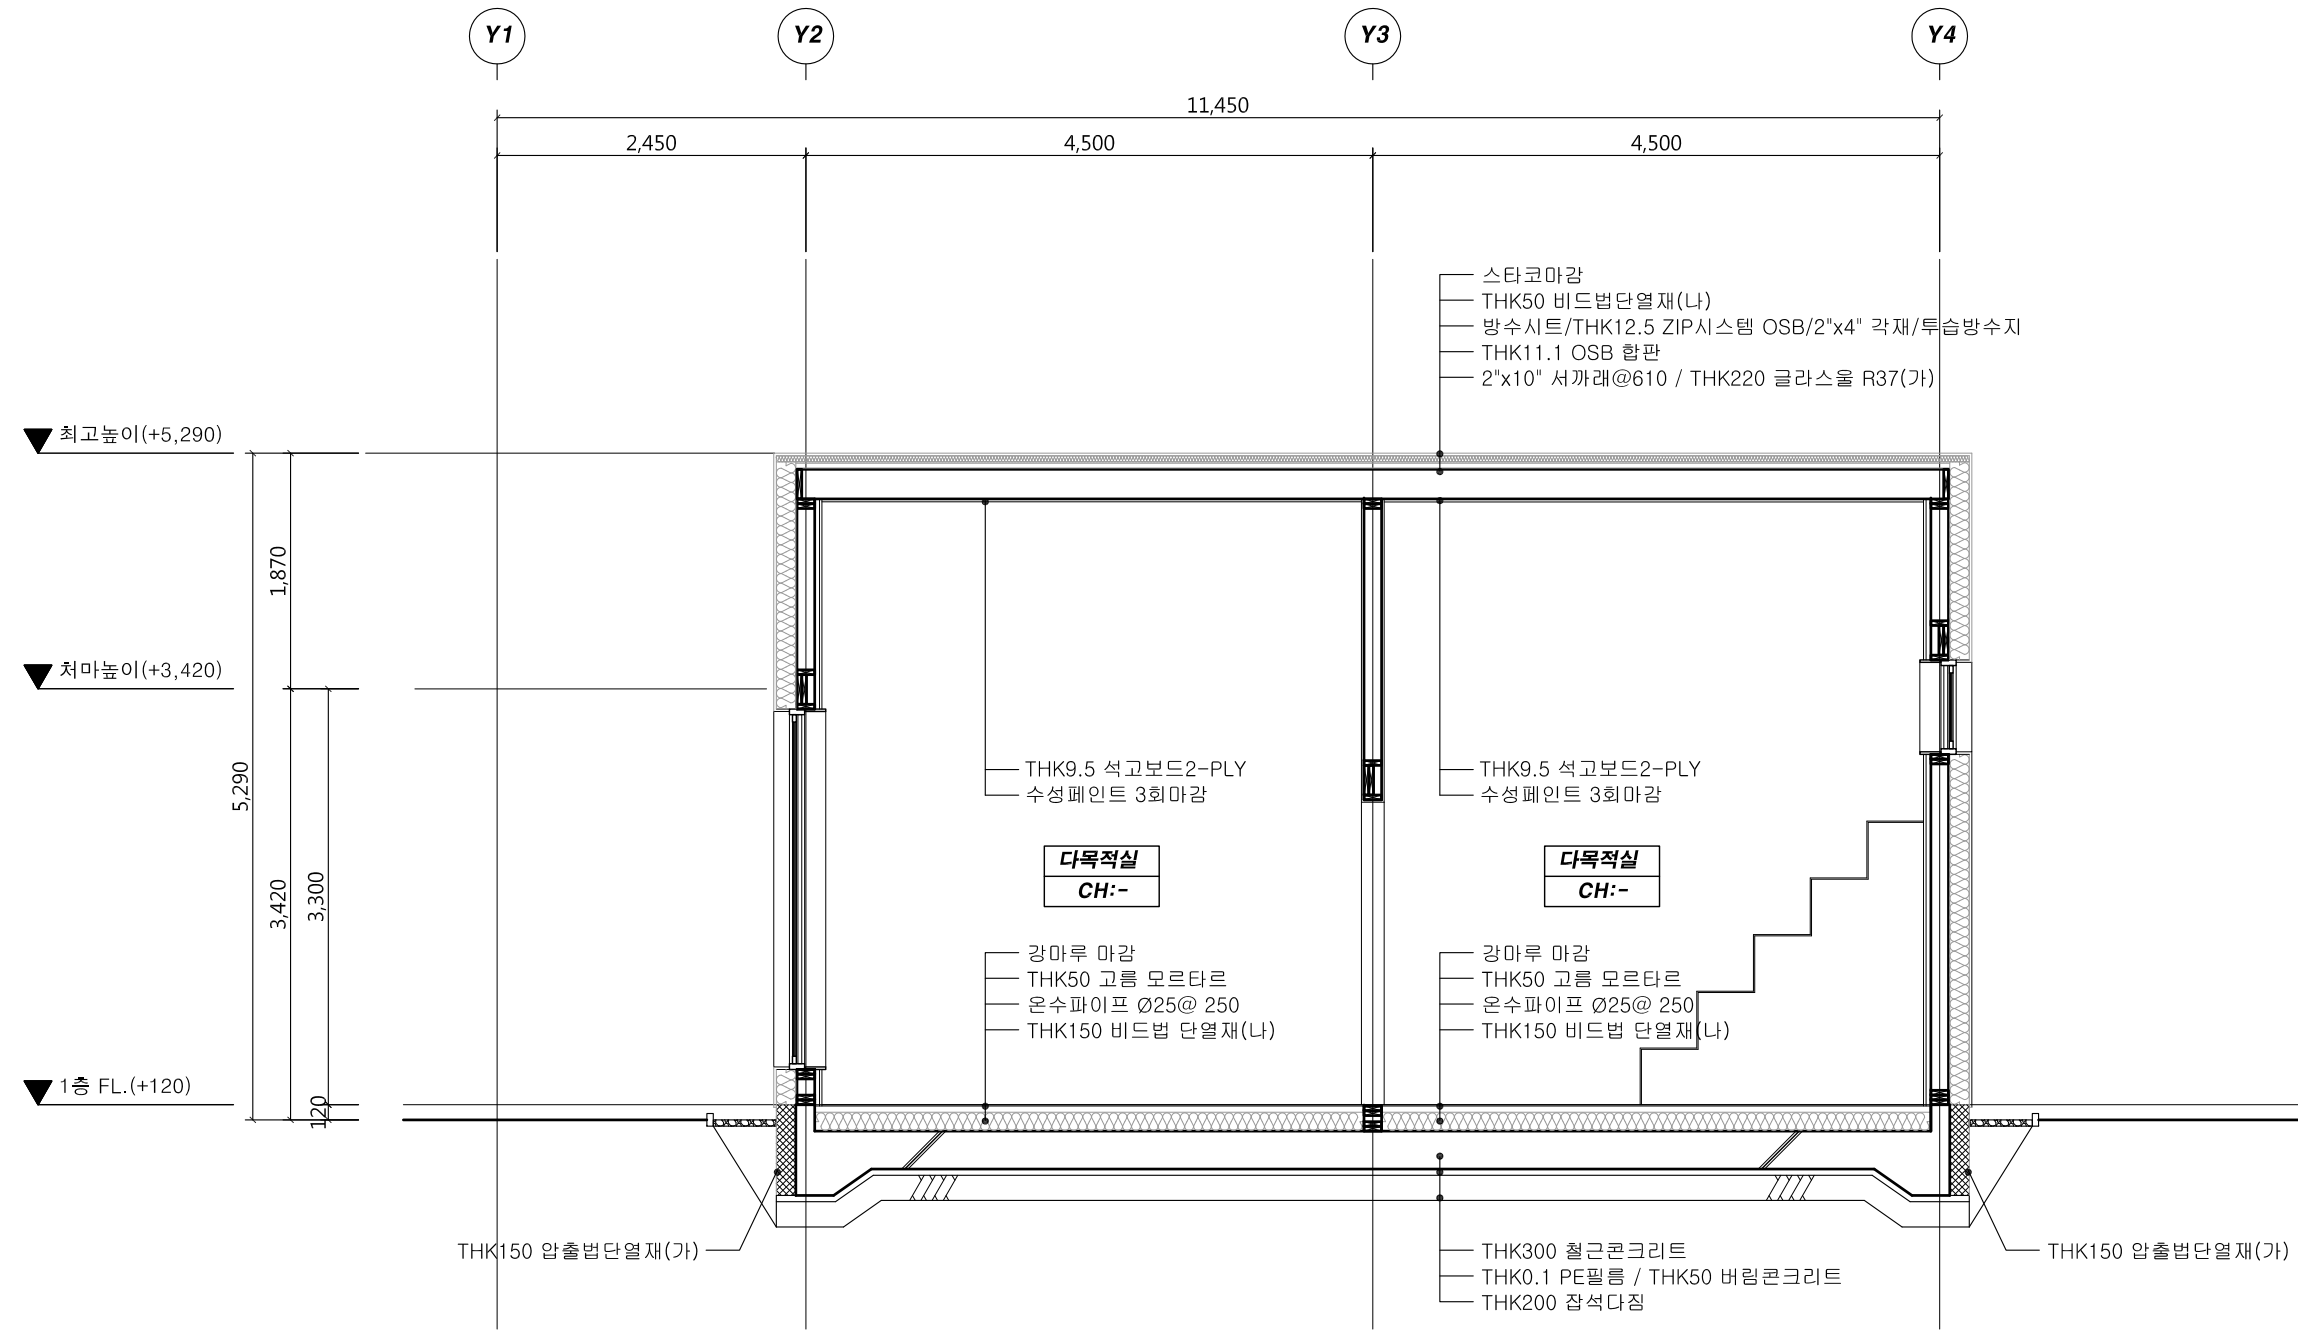 Y1
Y2
Y3
Y4
11,450
2,450
4,500
4,500
스타코마감
THK50 비드법단열재(나)
방수시트/THK12.5 ZIP시스템 OSB/2"x4" 각재/투습방수지
THK11.1 OSB 합판
2"x10" 서까래@610 / THK220 글라스울 R37(가)
최고높이(+5,290)
1,870
처마높이(+3,420)
5,290
3,420
3,300
THK9.5 석고보드2-PLY
수성페인트 3회마감
THK9.5 석고보드2-PLY
수성페인트 3회마감
다목적실
CH:-
다목적실
CH:-
강마루 마감
THK50 고름 모르타르
온수파이프 Ø25@ 250
THK150 비드법 단열재(나)
강마루 마감
THK50 고름 모르타르
온수파이프 Ø25@ 250
THK150 비드법 단열재(나)
1층 FL.(+120)
120
THK150 압출법단열재(가)
THK300 철근콘크리트
THK0.1 PE필름 / THK50 버림콘크리트
THK200 잡석다짐
THK150 압출법단열재(가)